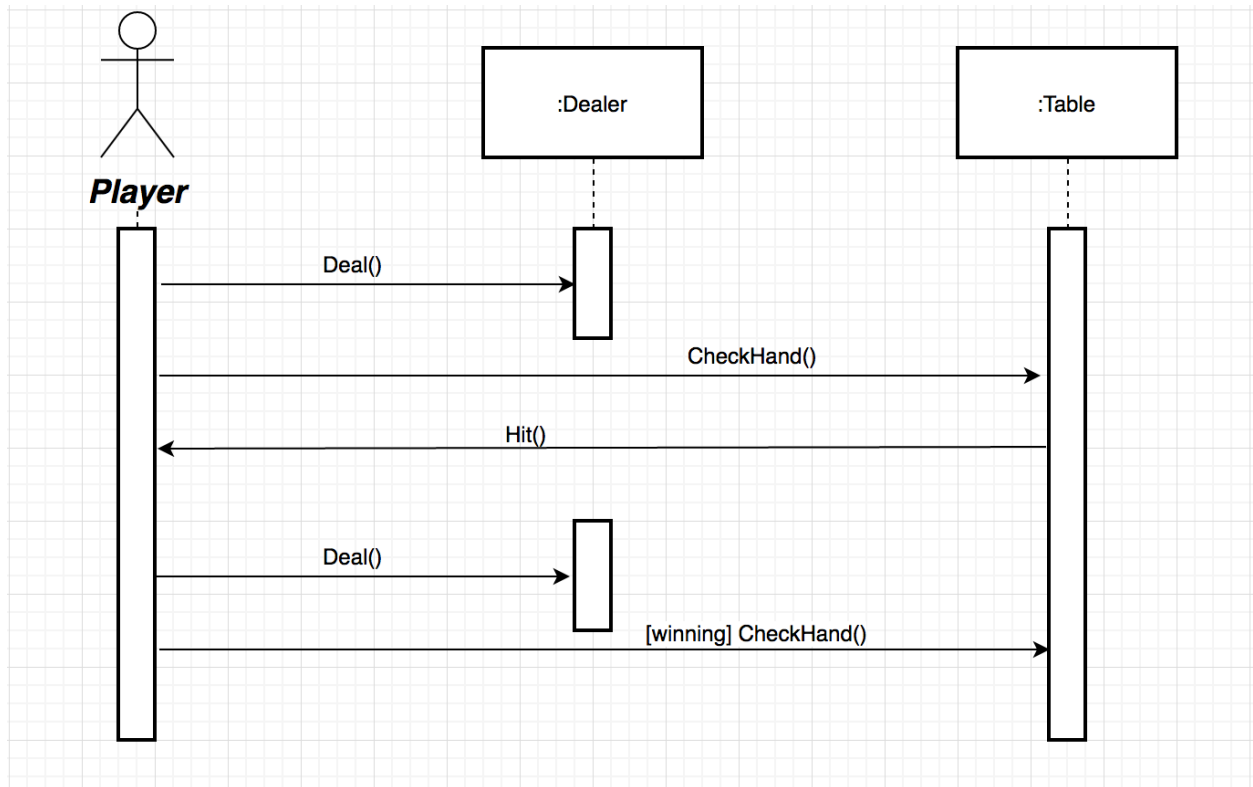 :Dealer
:Table
Player
Deal()
CheckHand()
Hit()
Deal()
[winning] CheckHand()